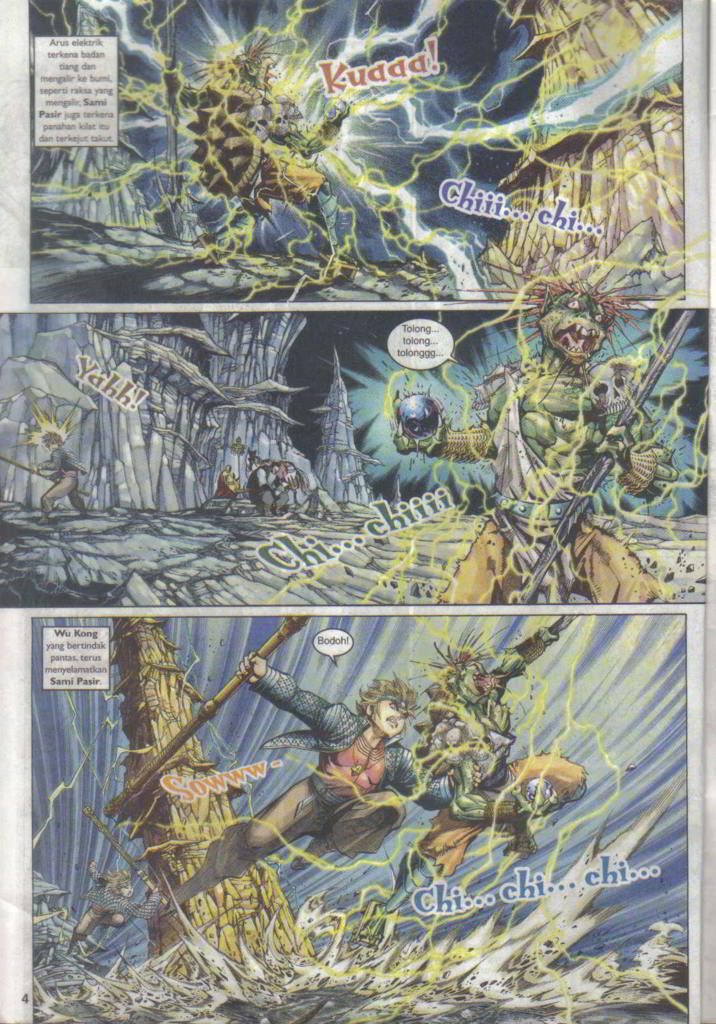 Arus elektrik
terkena badan
tiang dan
mengalir ke bumi,
seperti raksa yang
mengalir, Sami
Pasir juga terkena
panahan kilat itu
dan terkejut takut.
Kuaaa!
Chiii... chi...
Yahh!
Tolong...
tolong...
tolonggg...
Chi... chiiii
Wu Kong
yang bertindak
pantas, terus
menyelamatkan
Sami Pasir.
Bodoh!
Sowww-
Chi... chi... chi...
4